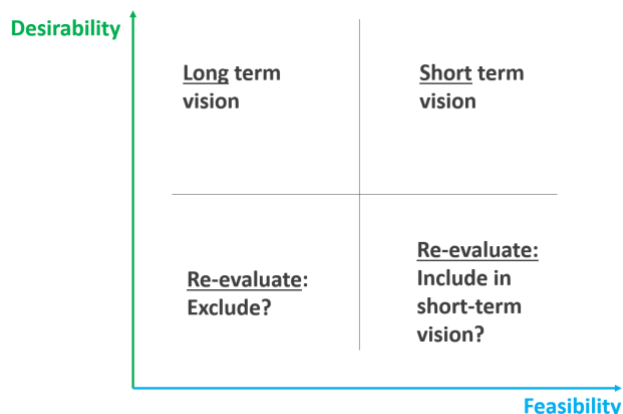 Desirability
Long term
vision
Short term
vision
Re-evaluate:
Exclude?
Re-evaluate:
Include in
short-term
vision?
Feasibility